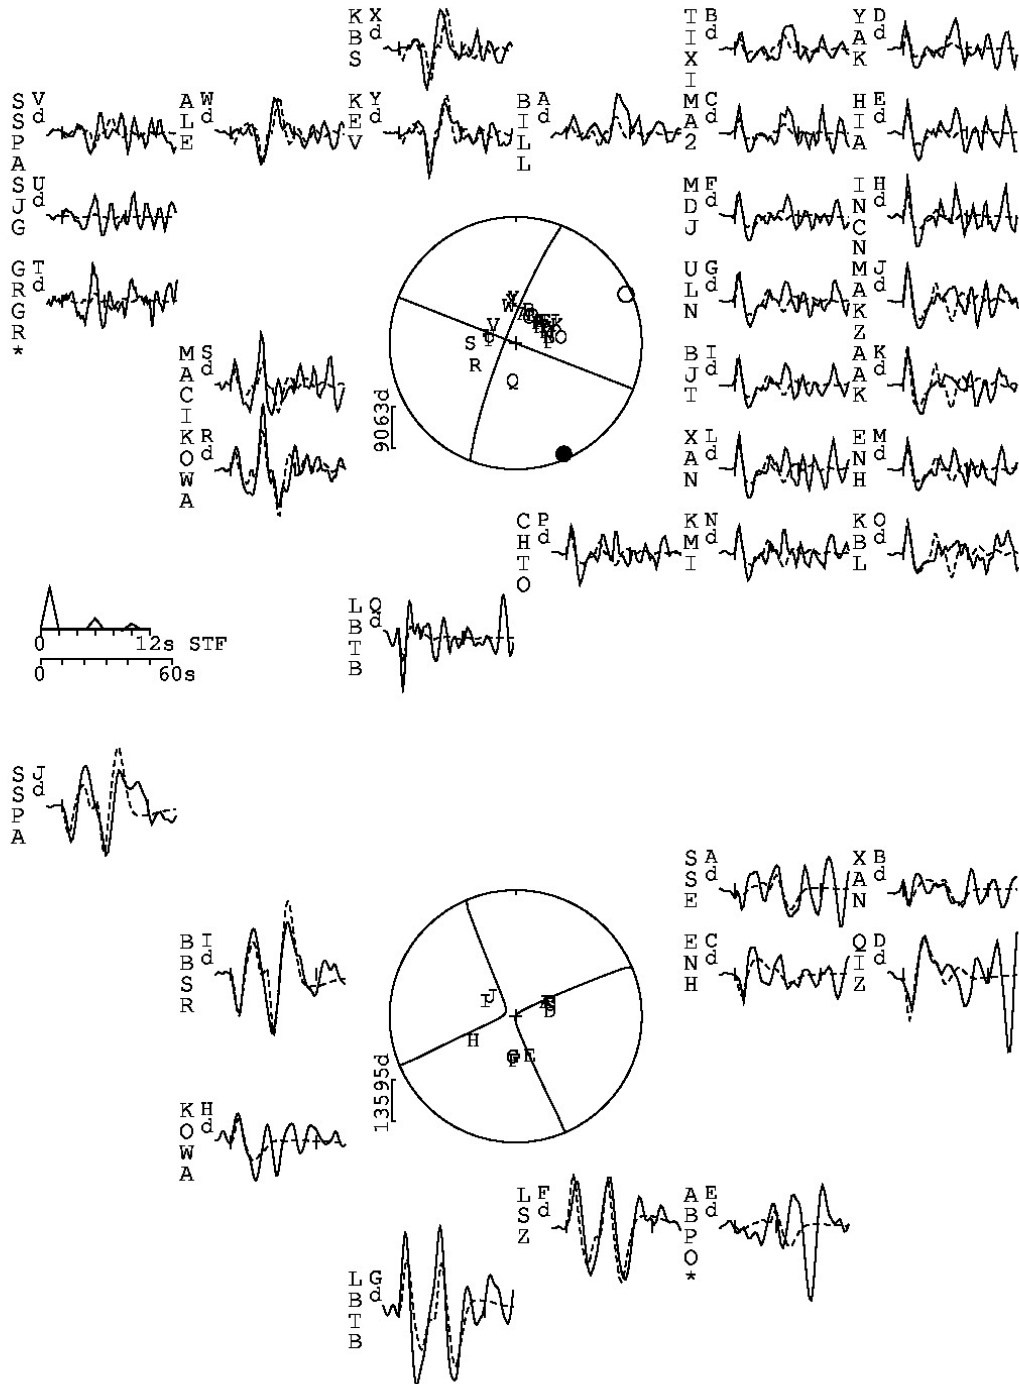 KBS X d
TIXI B d
YAK D d
SSPA V d
ALE W d
KEV Y d
BILL A d
MA2 C d
HIA E d
SJG U d
MDJ F d
INCN H d
GRGR* T d
ULN G d
MAKZ J d
MACI S d
BJT I d
AAK K d
KOWA R d
XAN L d
ENH M d
CHTO P d
KMI N d
KBL O d
LBTB Q d
Y
W
V
S
R
Q
K
O
9063d
0 12s STF
0 60s
SSPA J d
SSE A d
XAN B d
BBSR I d
ENH C d
QIZ D d
J
I
D
H
G E
13595d
KOWA H d
LSZ F d
ABPO* E d
LBTB G d